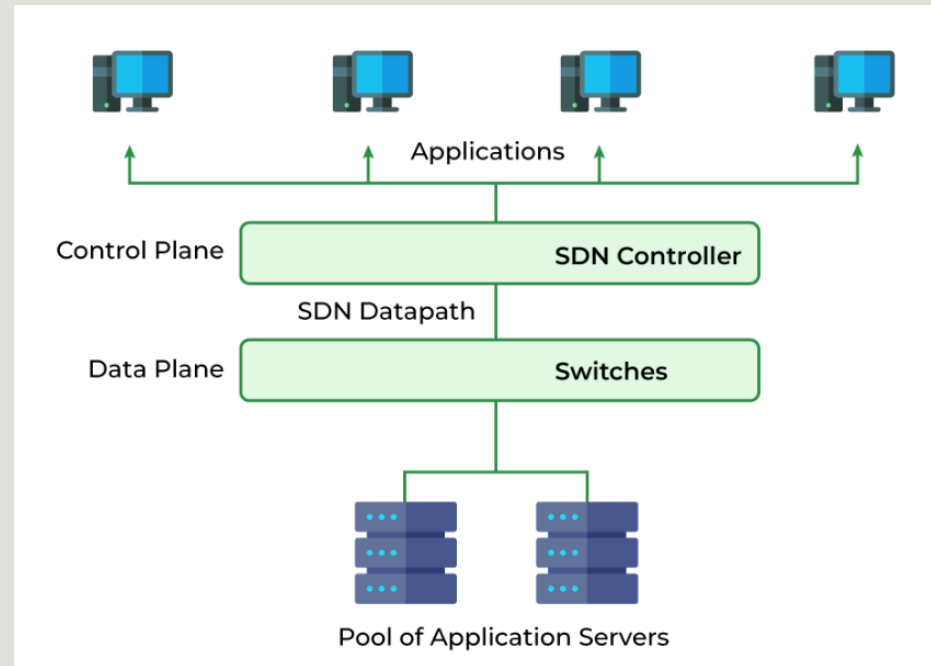 Applications
Control Plane
SDN Controller
SDN Datapath
Data Plane
Switches
Pool of Application Servers